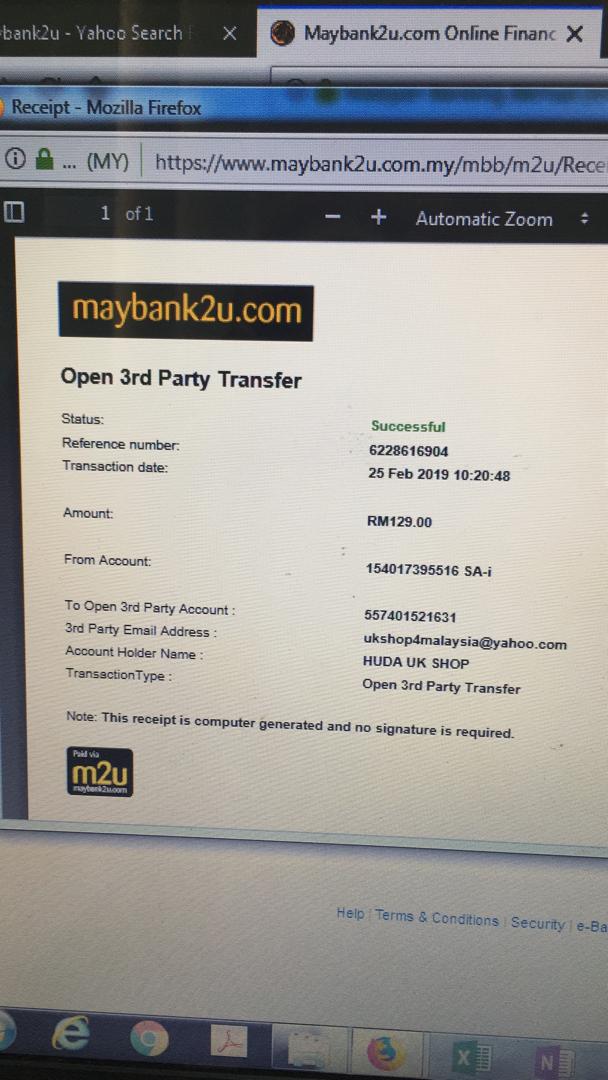 bank2u - Yahoo Search
Maybank2u.com Online Financ
Receipt - Mozilla Firefox
... (MY) https://www.maybank2u.com.my/mbb/m2u/Rece
1 of 1 Automatic Zoom
maybank2u.com
Open 3rd Party Transfer
Status: Successful
Reference number: 6228616904
Transaction date: 25 Feb 2019 10:20:48
Amount: RM129.00
From Account: 154017395516 SA-i
To Open 3rd Party Account : 557401521631
3rd Party Email Address : ukshop4malaysia@yahoo.com
Account Holder Name : HUDA UK SHOP
TransactionType : Open 3rd Party Transfer
Note: This receipt is computer generated and no signature is required.
Paid via
m2u
maybank2u.com
Help | Terms & Conditions | Security | e-Ba